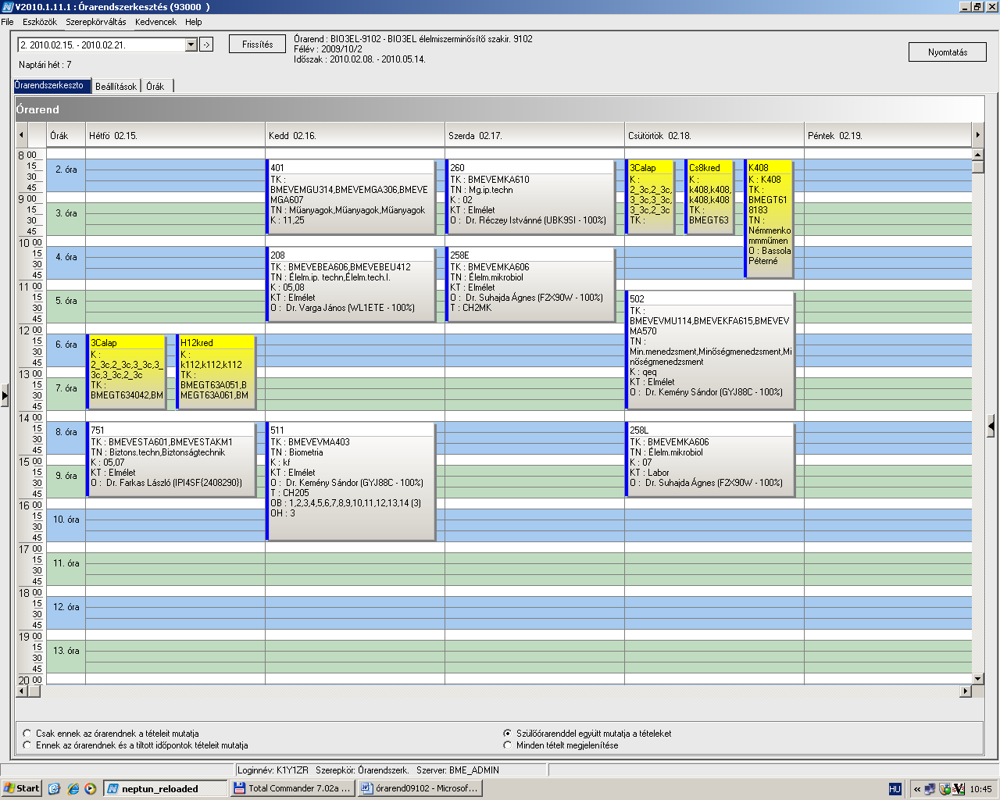 V2010.1.11.1 : Órarendszerkesztés (93000 )
File Eszközök Szerepkörváltás Kedvencek Help
2. 2010.02.15. - 2010.02.21.
->
Frissítés
Órarend : BIO3EL-9102 - BIO3EL élelmiszerminősítő szakir. 9102
Félév : 2009/10/2
Időszak : 2010.02.08. - 2010.05.14.
Nyomtatás
Naptári hét : 7
Órarendszerkeszto Beállítások Órák
Órarend
Órák Hétfő 02.15. Kedd 02.16. Szerda 02.17. Csütörtök 02.18. Péntek 02.19.
8 00
15
30
45
9 00
15
30
45
10 00
15
30
45
11 00
15
30
45
12 00
15
30
45
13 00
15
30
45
14 00
15
30
45
15 00
15
30
45
16 00
15
30
45
17 00
15
30
45
18 00
15
30
45
19 00
15
30
45
20 00
2. óra
3. óra
4. óra
5. óra
6. óra
7. óra
8. óra
9. óra
10. óra
11. óra
12. óra
13. óra
3Calap
K :
2_3c,2_3c,3_3c,3_
3c,3_3c,2_3c
TK :
BMEGT634042,BM
H12kred
K :
k112,k112,k112
TK :
BMEGT63A051,B
MEGT63A061,BM
751
TK : BMEVESTA601,BMEVESTAKM1
TN : Biztons.techn,Biztonságtechnik
K : 05,07
KT : Elmélet
O : Dr. Farkas László (IPI4SF{2408290})
401
TK :
BMEVEMGU314,BMEVEMGA306,BMEVE
MGA607
TN : Műanyagok,Műanyagok,Műanyagok
K : 11,25
208
TK : BMEVEBEA606,BMEVEBEU412
TN : Élelm.ip. techn,Élelm.tech.I.
K : 05,08
KT : Elmélet
O : Dr. Varga János (WL1ETE - 100%)
511
TK : BMEVEVMA403
TN : Biometria
K : kf
KT : Elmélet
O : Dr. Kemény Sándor (GYJ88C - 100%)
T : CH205
OB : 1,2,3,4,5,6,7,8,9,10,11,12,13,14 (3)
OH : 3
260
TK : BMEVEMKA610
TN : Mg.ip.techn
K : 02
KT : Elmélet
O : Dr. Réczey Istvánné (UBK9SI - 100%)
258E
TK : BMEVEMKA606
TN : Élelm.mikrobiol
KT : Elmélet
O : Dr. Suhajda Ágnes (F2X90W - 100%)
T : CH2MK
3Calap
K :
2_3c,2_3c,
3_3c,3_3c,
3_3c,2_3c
TK :
Cs8kred
K :
k408,k408,
k408,k408
TK :
BMEGT63
K408
K : K408
TK :
BMEGT61
8183
TN :
Némmenko
mmműmen
O : Bassola
Péterné
502
TK :
BMEVEVMU114,BMEVEKFA615,BMEVEV
MA570
TN :
Min.menedzsment,Minőségmenedzsment,Mi
nőségmenedzsment
K : qeq
KT : Elmélet
O : Dr. Kemény Sándor (GYJ88C - 100%)
258L
TK : BMEVEMKA606
TN : Élelm.mikrobiol
K : 07
KT : Labor
O : Dr. Suhajda Ágnes (F2X90W - 100%)
Csak ennek az órarendnek a tételeit mutatja
Ennek az órarendnek és a tiltott időpontok tételeit mutatja
Szülőórarenddel együtt mutatja a tételeket
Minden tételt megjelenítése
Loginnév: K1Y1ZR Szerepkör: Órarendszerk. Szerver: BME_ADMIN
Start neptun_reloaded Total Commander 7.02a ... órarend09102 - Microsof... HU « 10:45